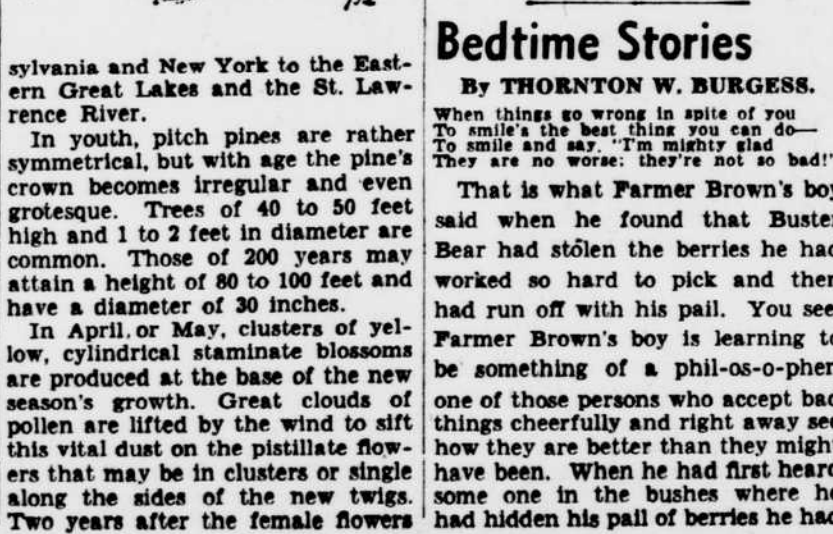 sylvania and New York to the East-
ern Great Lakes and the St. Law-
rence River.
In youth, pitch pines are rather
symmetrical, but with age the pine's
crown becomes irregular and even
grotesque. Trees of 40 to 50 feet
high and 1 to 2 feet in diameter are
common. Those of 200 years may
attain a height of 80 to 100 feet and
have a diameter of 30 inches.
In April or May, clusters of yel-
low, cylindrical staminate blossoms
are produced at the base of the new
season's growth. Great clouds of
pollen are lifted by the wind to sift
this vital dust on the pistillate flow-
ers that may be in clusters or single
along the sides of the new twigs.
Two years after the female flowers
Bedtime Stories
By THORNTON W. BURGESS.
When things go wrong in spite of you
To smile's the best thing you can do—
To smile and say, "I'm mighty glad
They are no worse; they're not so bad!"
That is what Farmer Brown's boy
said when he found that Buste
Bear had stolen the berries he had
worked so hard to pick and then
had run off with his pail. You see
Farmer Brown's boy is learning to
be something of a phil-os-o-pher
one of those persons who accept bad
things cheerfully and right away see
how they are better than they might
have been. When he had first heard
some one in the bushes where he
had hidden his pail of berries he had